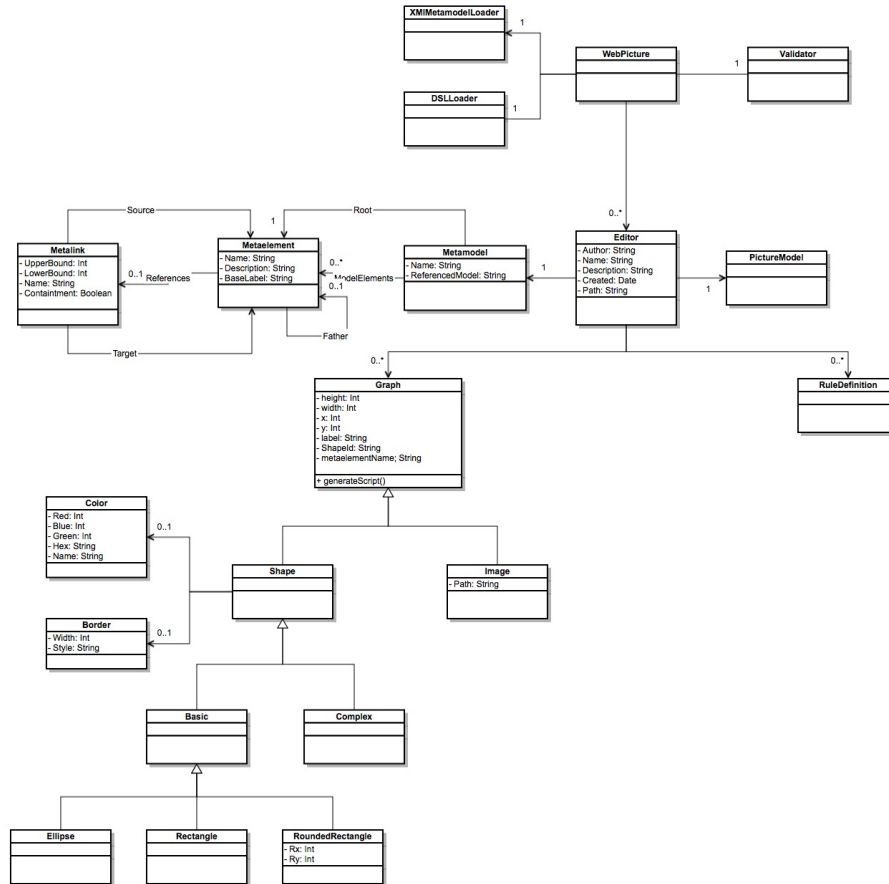 XMIMetamodelLoader
1
WebPicture
Validator
1
DSLLoader
1
0..*
Source
Root
1
Metalink
- UpperBound: Int
- LowerBound: Int
- Name: String
- Containtment: Boolean
0..1
References
Metaelement
- Name: String
- Description: String
- BaseLabel: String
0..*
ModelElements
0..1
Father
Metamodel
- Name: String
- ReferencedModel: String
1
Editor
- Author: String
- Name: String
- Description: String
- Created: Date
- Path: String
1
PictureModel
Target
0..*
0..*
Graph
- height: Int
- width: Int
- x: Int
- y: Int
- label: String
- ShapeId: String
- metaelementName; String
+ generateScript()
RuleDefinition
Color
- Red: Int
- Blue: Int
- Green: Int
- Hex: String
- Name: String
0..1
Shape
Image
- Path: String
Border
- Width: Int
- Style: String
0..1
Basic
Complex
Ellipse
Rectangle
RoundedRectangle
- Rx: Int
- Ry: Int